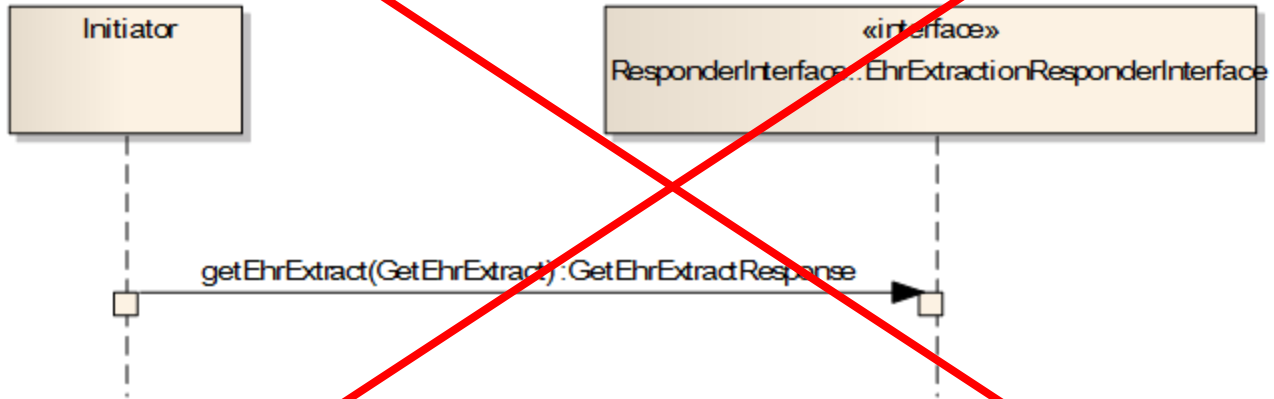 Initiator
«interface»
ResponderInterface::EhrExtractionResponderInterface
getEhrExtract(GetEhrExtract) :GetEhrExtractResponse